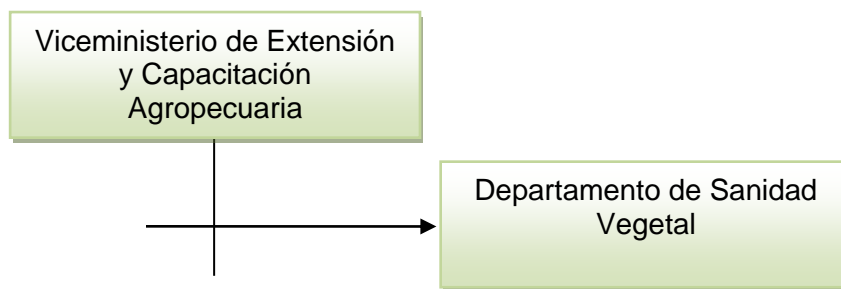 Viceministerio de Extensión
y Capacitación
Agropecuaria
Departamento de Sanidad
Vegetal